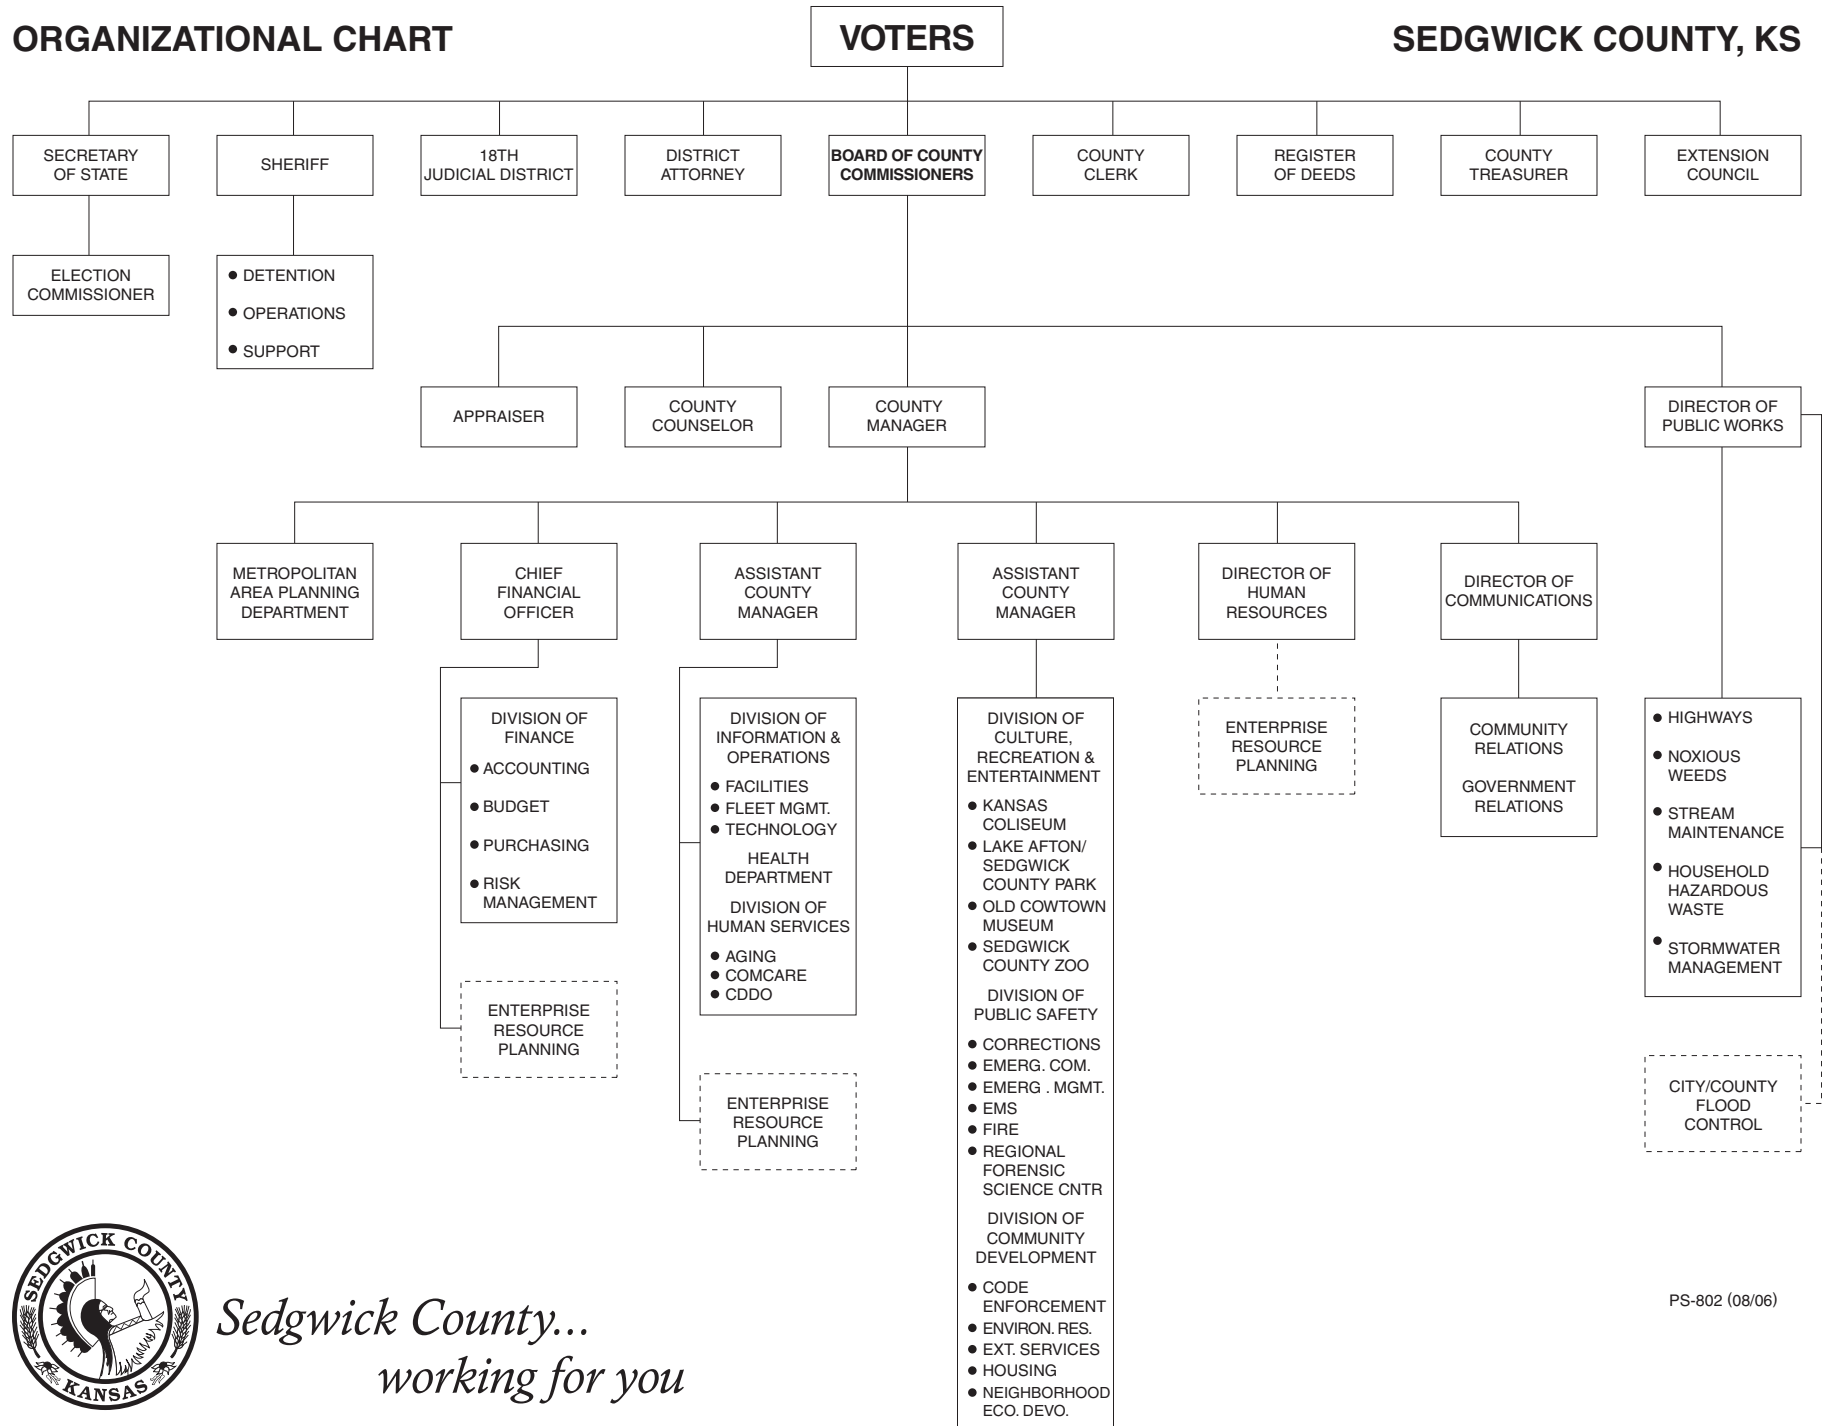 ORGANIZATIONAL CHART
VOTERS
SEDGWICK COUNTY, KS
SECRETARY
OF STATE
SHERIFF
18TH
JUDICIAL DISTRICT
DISTRICT
ATTORNEY
BOARD OF COUNTY
COMMISSIONERS
COUNTY
CLERK
REGISTER
OF DEEDS
COUNTY
TREASURER
EXTENSION
COUNCIL
ELECTION
COMMISSIONER
● DETENTION
● OPERATIONS
● SUPPORT
APPRAISER
COUNTY
COUNSELOR
COUNTY
MANAGER
DIRECTOR OF
PUBLIC WORKS
METROPOLITAN
AREA PLANNING
DEPARTMENT
CHIEF
FINANCIAL
OFFICER
ASSISTANT
COUNTY
MANAGER
ASSISTANT
COUNTY
MANAGER
DIRECTOR OF
HUMAN
RESOURCES
DIRECTOR OF
COMMUNICATIONS
DIVISION OF
FINANCE
● ACCOUNTING
● BUDGET
● PURCHASING
● RISK
MANAGEMENT
ENTERPRISE
RESOURCE
PLANNING
DIVISION OF
INFORMATION &
OPERATIONS
● FACILITIES
● FLEET MGMT.
● TECHNOLOGY
HEALTH
DEPARTMENT
DIVISION OF
HUMAN SERVICES
● AGING
● COMCARE
● CDDO
ENTERPRISE
RESOURCE
PLANNING
DIVISION OF
CULTURE,
RECREATION &
ENTERTAINMENT
● KANSAS
COLISEUM
● LAKE AFTON/
SEDGWICK
COUNTY PARK
● OLD COWTOWN
MUSEUM
● SEDGWICK
COUNTY ZOO
DIVISION OF
PUBLIC SAFETY
● CORRECTIONS
● EMERG. COM.
● EMERG . MGMT.
● EMS
● FIRE
● REGIONAL
FORENSIC
SCIENCE CNTR
DIVISION OF
COMMUNITY
DEVELOPMENT
● CODE
ENFORCEMENT
● ENVIRON. RES.
● EXT. SERVICES
● HOUSING
● NEIGHBORHOOD
ECO. DEVO.
ENTERPRISE
RESOURCE
PLANNING
COMMUNITY
RELATIONS
GOVERNMENT
RELATIONS
● HIGHWAYS
● NOXIOUS
WEEDS
● STREAM
MAINTENANCE
● HOUSEHOLD
HAZARDOUS
WASTE
● STORMWATER
MANAGEMENT
CITY/COUNTY
FLOOD
CONTROL
SEDGWICK COUNTY
KANSAS
Sedgwick County...
working for you
PS-802 (08/06)